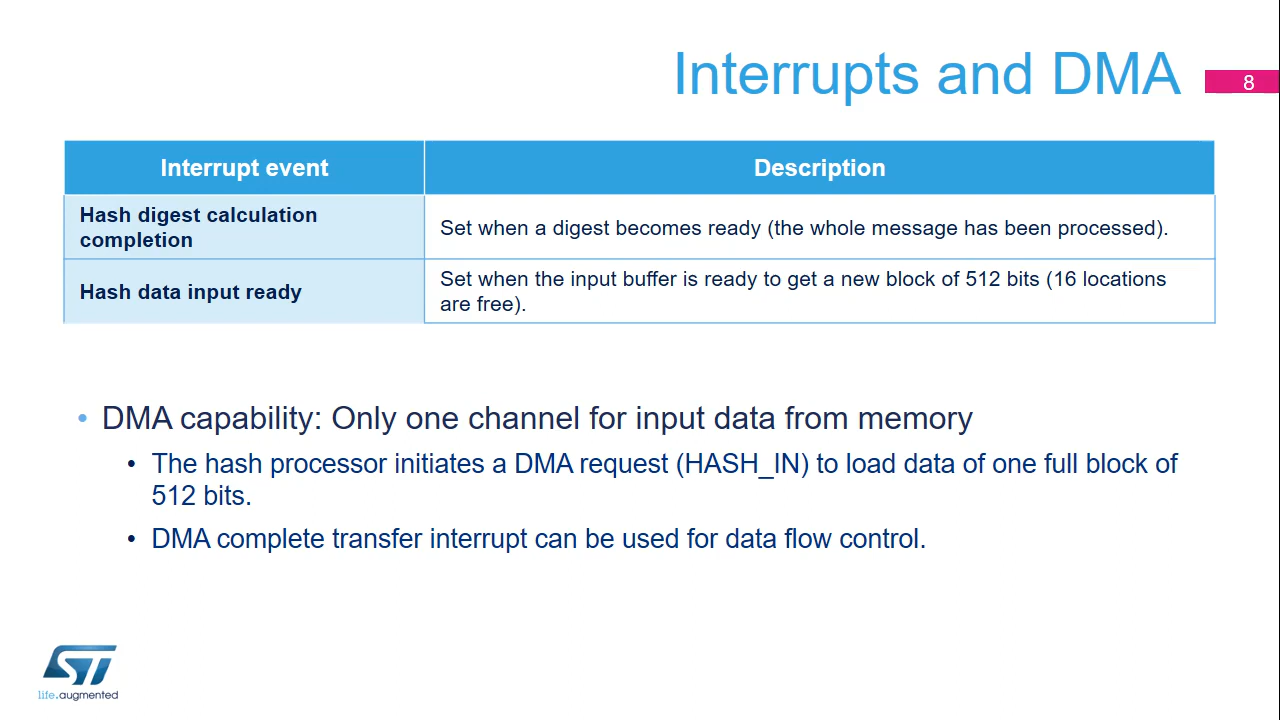 Interrupts and DMA
8
Interrupt event
Description
Hash digest calculation
completion
Set when a digest becomes ready (the whole message has been processed).
Hash data input ready
Set when the input buffer is ready to get a new block of 512 bits (16 locations
are free).
• DMA capability: Only one channel for input data from memory
• The hash processor initiates a DMA request (HASH_IN) to load data of one full block of
512 bits.
• DMA complete transfer interrupt can be used for data flow control.
ST
life.augmented